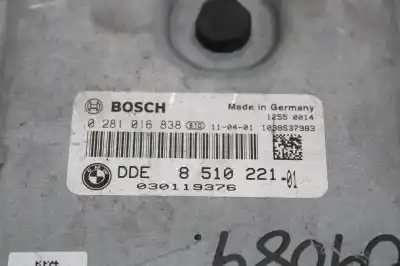 BOSCH
Made in Germany
1255 0014
0 281 016 838 11-04-01 1039S37983
DDE 8 510 221-01
030119376